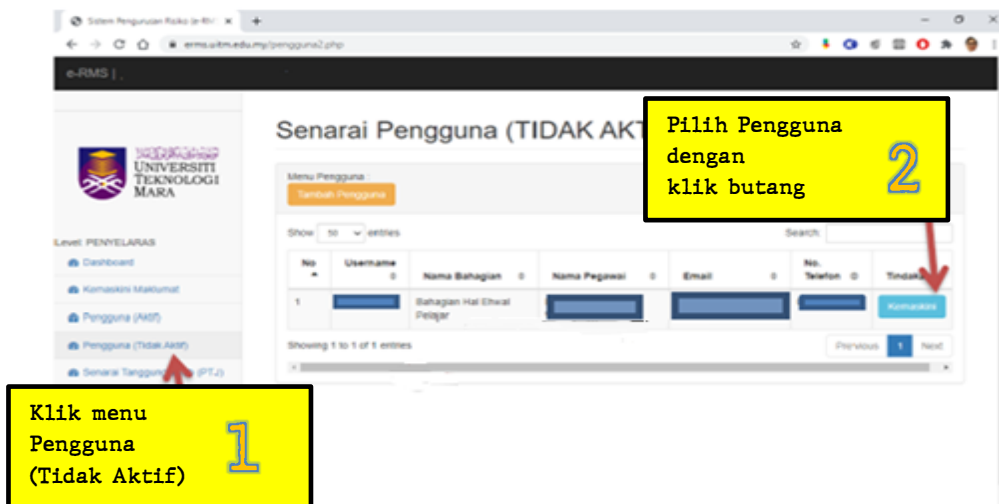 Sistem Pengurusan Risiko (e-RM
erms.uitm.edu.my/pengguna2.php
e-RMS |
UNIVERSITI
TEKNOLOGI
MARA
Level: PENYELARAS
Dashboard
Kemaskini Maklumat
Pengguna (Aktif)
Pengguna (Tidak Aktif)
Senarai Tanggung (PTJ)
Senarai Pengguna (TIDAK AKT
Menu Pengguna :
Tambah Pengguna
Show 50 entries
Search:
No Username Nama Bahagian Nama Pegawai Email No. Telefon Tindaka
1 Bahagian Hal Ehwal
Pelajar
Kemaskini
Showing 1 to 1 of 1 entries
Previous 1 Next
Klik menu
Pengguna
(Tidak Aktif)
1
Pilih Pengguna
dengan
klik butang
2